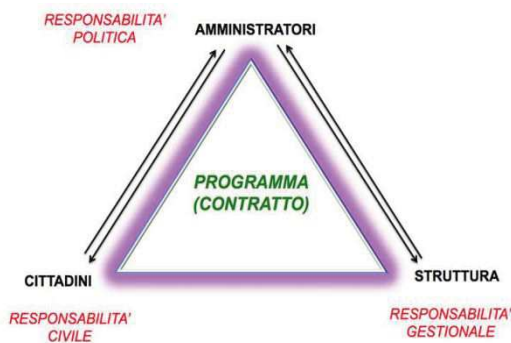 RESPONSABILITA'
POLITICA
AMMINISTRATORI
PROGRAMMA
(CONTRATTO)
CITTADINI
STRUTTURA
RESPONSABILITA'
CIVILE
RESPONSABILITA'
GESTIONALE